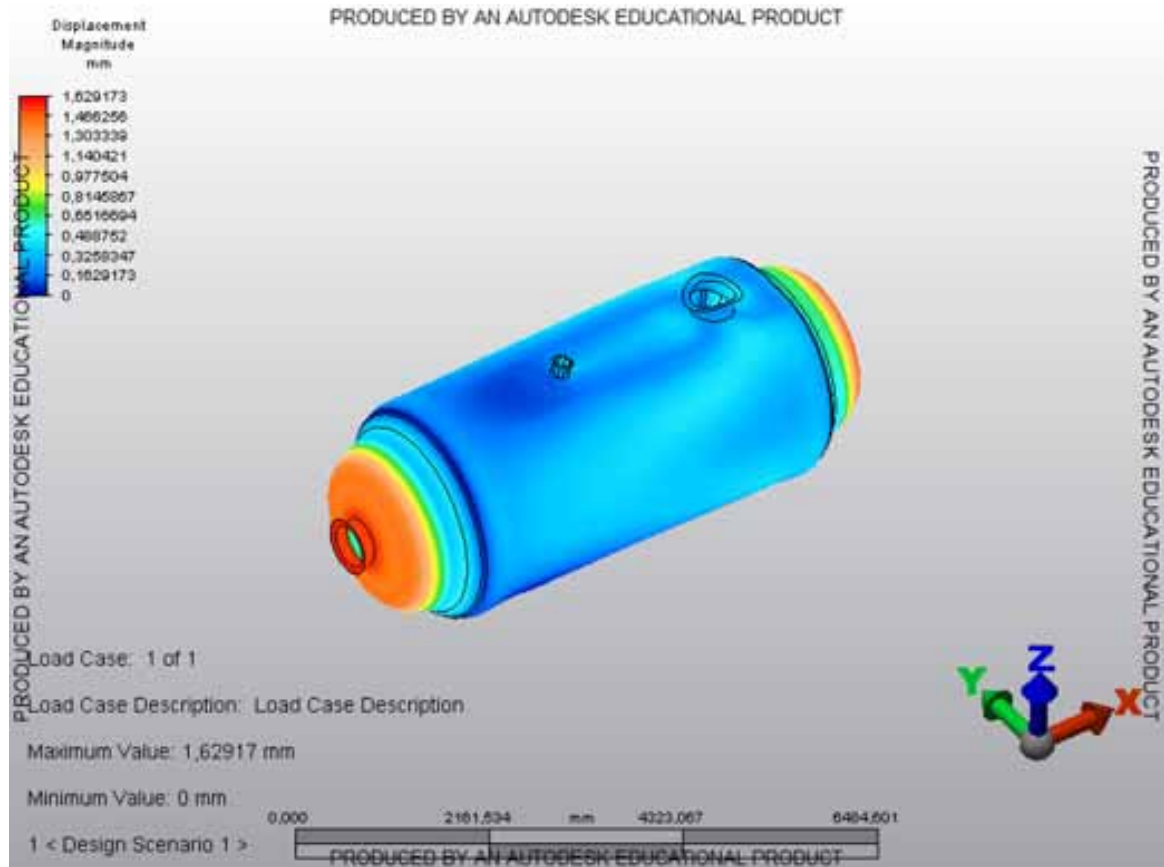 PRODUCED BY AN AUTODESK EDUCATIONAL PRODUCT
Displacement
Magnitude
mm
1,629173
1,466256
1,303339
1,140421
0,977504
0,8145867
0,6516694
0,488752
0,3258347
0,1629173
0
PRODUCED BY AN AUTODESK EDUCATIONAL PRODUCT
PRODUCED BY AN AUTODESK EDUCATIONAL PRODUCT
Z
Y
X
Load Case: 1 of 1
Load Case Description: Load Case Description
Maximum Value: 1,62917 mm
Minimum Value: 0 mm
0,000 2161,534 mm 4323,067 6484,601
1 < Design Scenario 1 >
PRODUCED BY AN AUTODESK EDUCATIONAL PRODUCT